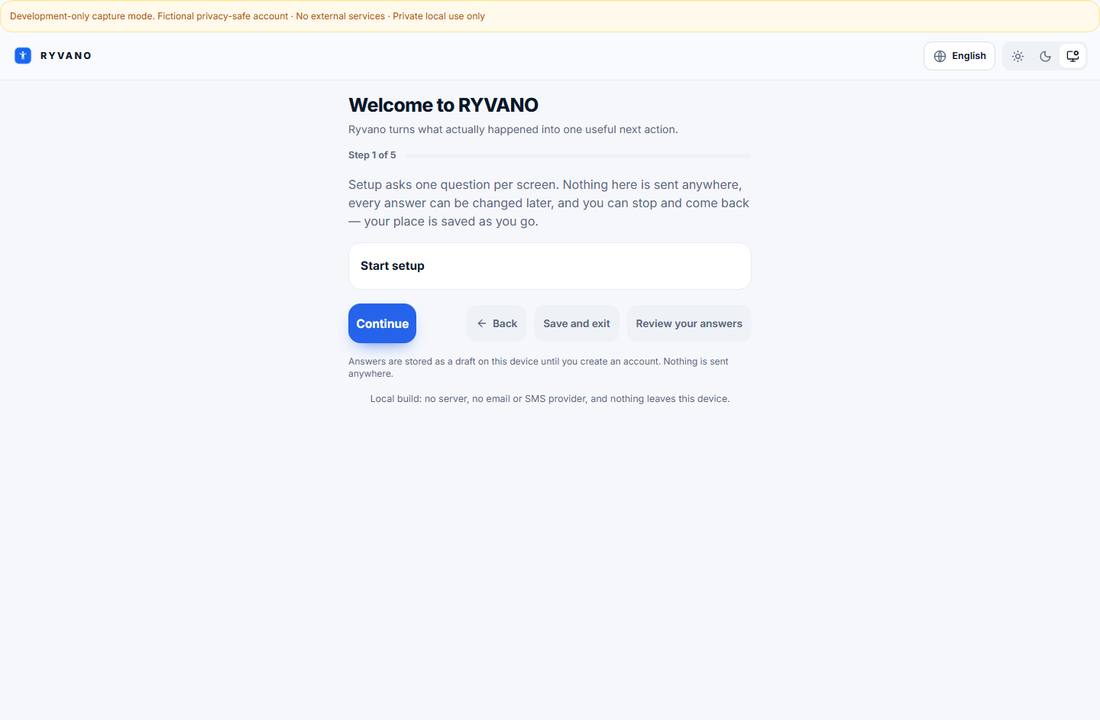 Development-only capture mode. Fictional privacy-safe account · No external services · Private local use only
RYVANO
English
Welcome to RYVANO
Ryvano turns what actually happened into one useful next action.
Step 1 of 5
Setup asks one question per screen. Nothing here is sent anywhere,
every answer can be changed later, and you can stop and come back
— your place is saved as you go.
Start setup
Continue
Back
Save and exit
Review your answers
Answers are stored as a draft on this device until you create an account. Nothing is sent
anywhere.
Local build: no server, no email or SMS provider, and nothing leaves this device.